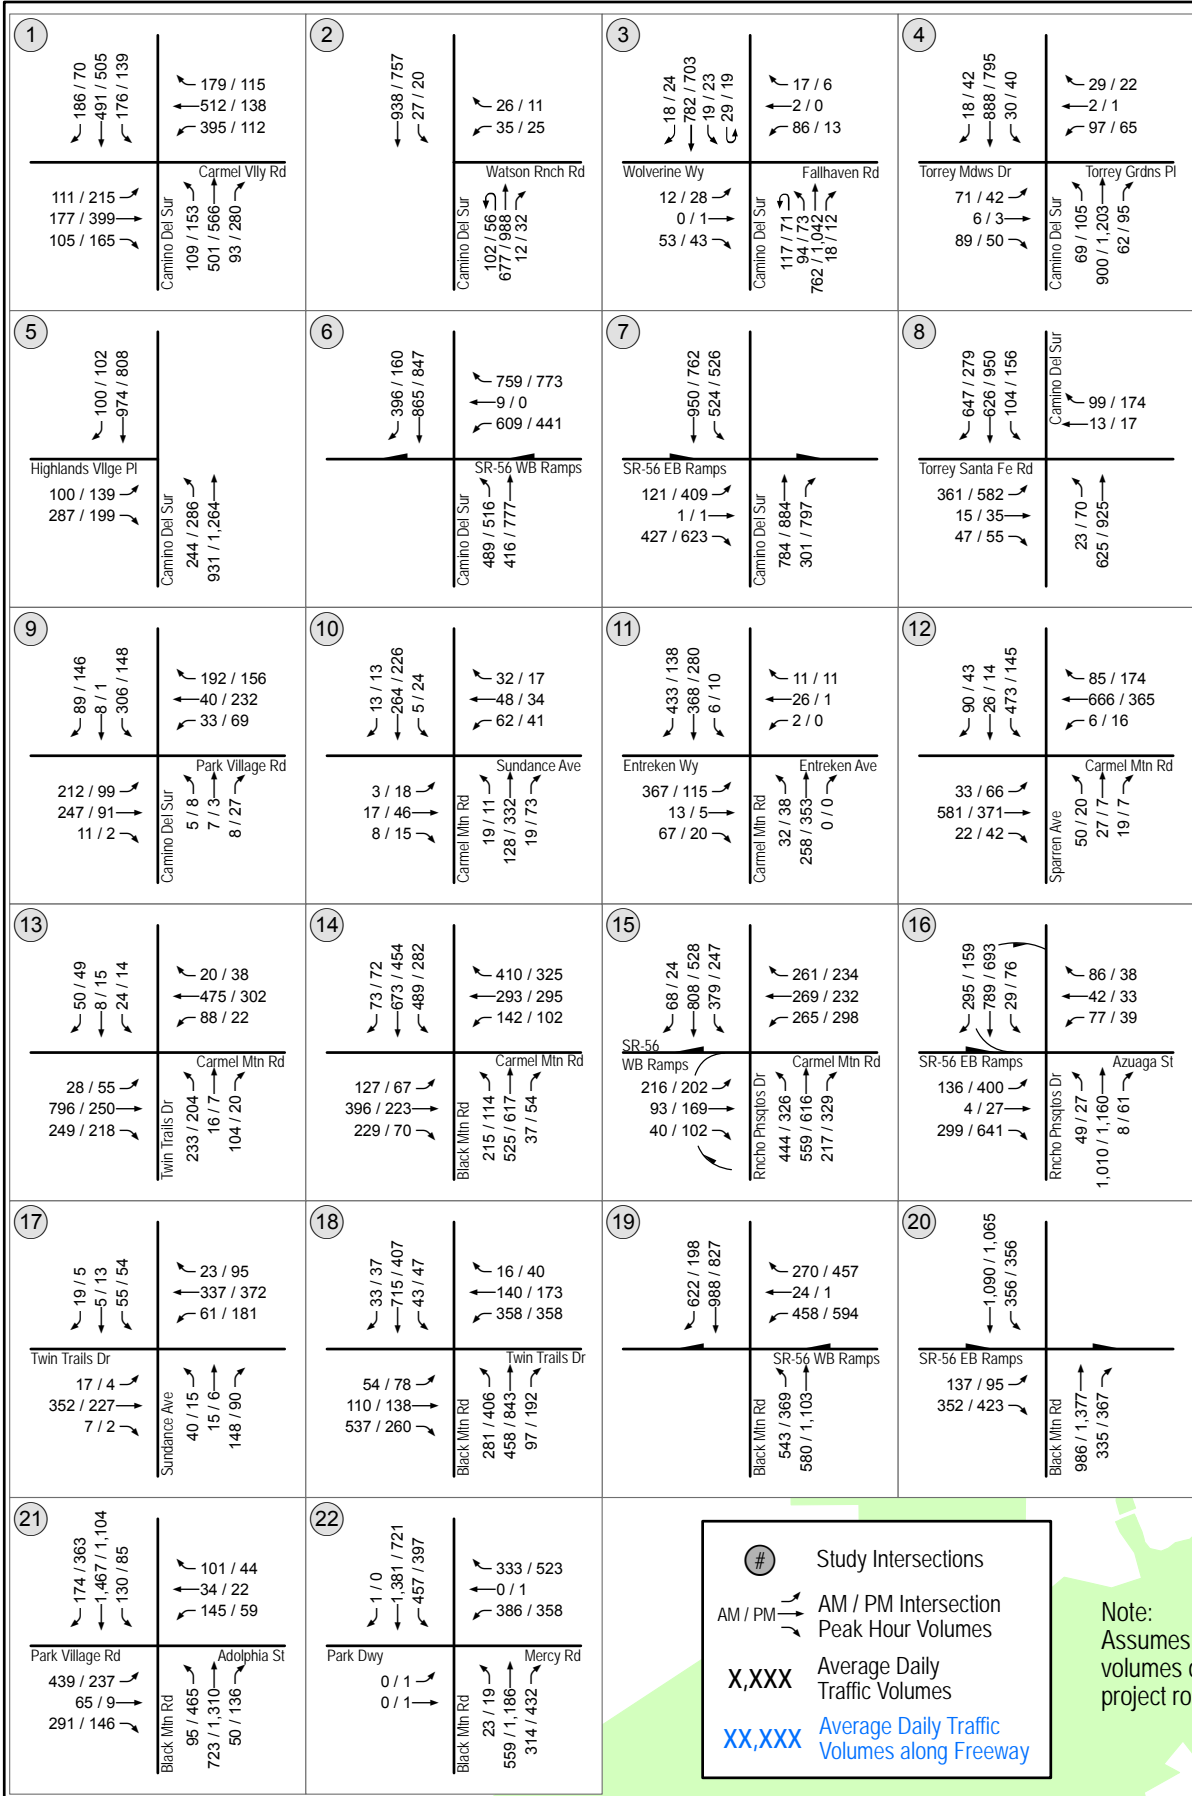 1
186 / 70
491 / 505
176 / 139
179 / 115
512 / 138
395 / 112
Carmel Vlly Rd
111 / 215
177 / 399
105 / 165
Camino Del Sur
109 / 153
501 / 566
93 / 280
2
938 / 757
27 / 20
26 / 11
35 / 25
Watson Rnch Rd
Camino Del Sur
102 / 56
677 / 988
12 / 32
3
18 / 24
782 / 703
19 / 23
29 / 19
17 / 6
2 / 0
86 / 13
Wolverine Wy
Fallhaven Rd
12 / 28
0 / 1
53 / 43
Camino Del Sur
117 / 71
94 / 73
762 / 1,042
18 / 12
4
18 / 42
888 / 795
30 / 40
29 / 22
2 / 1
97 / 65
Torrey Mdws Dr
Torrey Grdns Pl
71 / 42
6 / 3
89 / 50
Camino Del Sur
69 / 105
900 / 1,203
62 / 95
5
100 / 102
974 / 808
Highlands Vllge Pl
100 / 139
287 / 199
Camino Del Sur
244 / 286
931 / 1,264
6
396 / 160
865 / 847
759 / 773
9 / 0
609 / 441
SR-56 WB Ramps
Camino Del Sur
489 / 516
416 / 777
7
950 / 762
524 / 526
SR-56 EB Ramps
121 / 409
1 / 1
427 / 623
Camino Del Sur
784 / 884
301 / 797
8
647 / 279
626 / 950
104 / 156
Camino Del Sur
99 / 174
13 / 17
Torrey Santa Fe Rd
361 / 582
15 / 35
47 / 55
23 / 70
625 / 925
9
89 / 146
8 / 1
306 / 148
192 / 156
40 / 232
33 / 69
Park Village Rd
212 / 99
247 / 91
11 / 2
Camino Del Sur
5 / 8
7 / 3
8 / 27
10
13 / 13
264 / 226
5 / 24
32 / 17
48 / 34
62 / 41
Sundance Ave
3 / 18
17 / 46
8 / 15
Carmel Mtn Rd
19 / 11
128 / 332
19 / 73
11
433 / 138
368 / 280
6 / 10
11 / 11
26 / 1
2 / 0
Entreken Wy
Entreken Ave
367 / 115
13 / 5
67 / 20
Carmel Mtn Rd
32 / 38
258 / 353
0 / 0
12
90 / 43
26 / 14
473 / 145
85 / 174
666 / 365
6 / 16
Carmel Mtn Rd
33 / 66
581 / 371
22 / 42
Sparren Ave
50 / 20
27 / 7
19 / 7
13
50 / 49
8 / 15
24 / 14
20 / 38
475 / 302
88 / 22
Carmel Mtn Rd
28 / 55
796 / 250
249 / 218
Twin Trails Dr
233 / 204
16 / 7
104 / 20
14
73 / 72
673 / 454
489 / 282
410 / 325
293 / 295
142 / 102
Carmel Mtn Rd
127 / 67
396 / 223
229 / 70
Black Mtn Rd
215 / 114
525 / 617
37 / 54
15
68 / 24
808 / 528
379 / 247
261 / 234
269 / 232
265 / 298
SR-56
WB Ramps
Carmel Mtn Rd
216 / 202
93 / 169
40 / 102
Rncho Pnsqtos Dr
444 / 326
559 / 616
217 / 329
16
295 / 159
789 / 693
29 / 76
86 / 38
42 / 33
77 / 39
SR-56 EB Ramps
Azuaga St
136 / 400
4 / 27
299 / 641
Rncho Pnsqtos Dr
49 / 27
1,010 / 1,160
8 / 61
17
19 / 5
5 / 13
55 / 54
23 / 95
337 / 372
61 / 181
Twin Trails Dr
17 / 4
352 / 227
7 / 2
Sundance Ave
40 / 15
15 / 6
148 / 90
18
33 / 37
715 / 407
43 / 47
16 / 40
140 / 173
358 / 358
Twin Trails Dr
54 / 78
110 / 138
537 / 260
Black Mtn Rd
281 / 406
458 / 843
97 / 192
19
622 / 198
988 / 827
270 / 457
24 / 1
458 / 594
SR-56 WB Ramps
Black Mtn Rd
543 / 369
580 / 1,103
20
1,090 / 1,065
356 / 356
SR-56 EB Ramps
137 / 95
352 / 423
Black Mtn Rd
986 / 1,377
335 / 367
21
174 / 363
1,467 / 1,104
130 / 85
101 / 44
34 / 22
145 / 59
Park Village Rd
Adolphia St
439 / 237
65 / 9
291 / 146
Black Mtn Rd
95 / 465
723 / 1,310
50 / 136
22
1 / 0
1,381 / 721
457 / 397
333 / 523
0 / 1
386 / 358
Park Dwy
Mercy Rd
0 / 1
0 / 1
Black Mtn Rd
23 / 19
559 / 1,186
314 / 432
# Study Intersections
AM / PM AM / PM Intersection
Peak Hour Volumes
X,XXX Average Daily
Traffic Volumes
XX,XXX Average Daily Traffic
Volumes along Freeway
Note:
Assumes
volumes
project